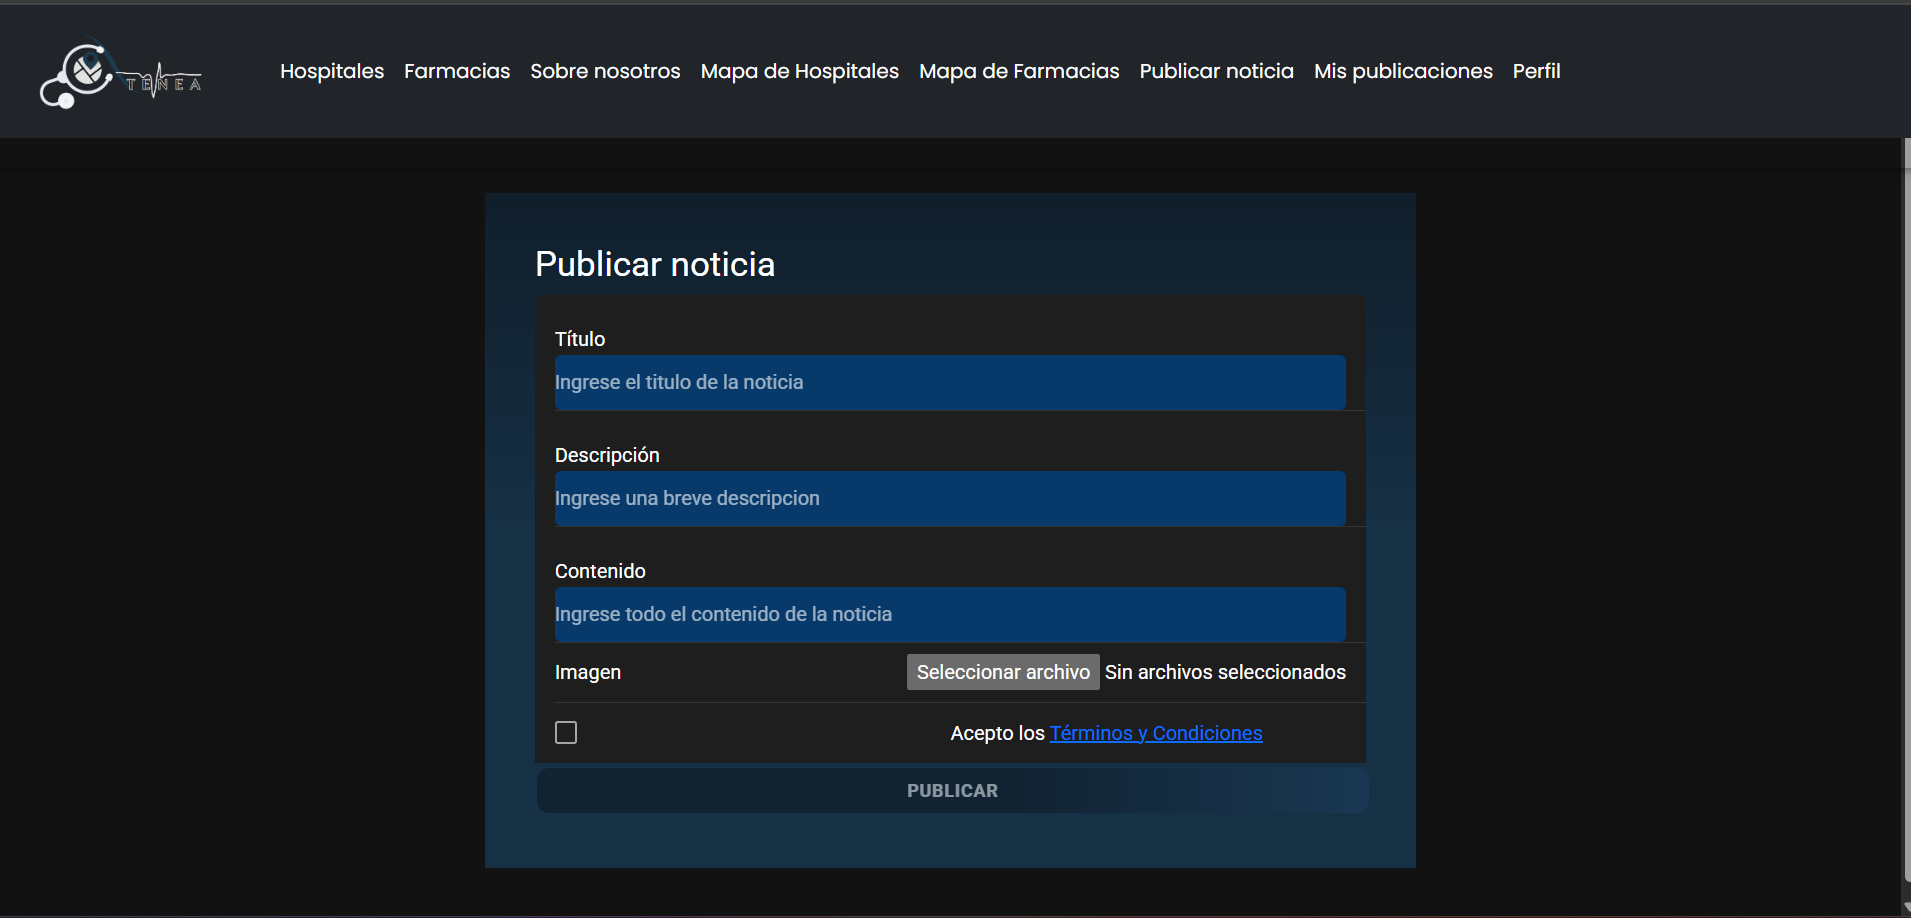 TENEA
Hospitales Farmacias Sobre nosotros Mapa de Hospitales Mapa de Farmacias Publicar noticia Mis publicaciones Perfil
Publicar noticia
Título
Ingrese el titulo de la noticia
Descripción
Ingrese una breve descripcion
Contenido
Ingrese todo el contenido de la noticia
Imagen Seleccionar archivo Sin archivos seleccionados
Acepto los Términos y Condiciones
PUBLICAR